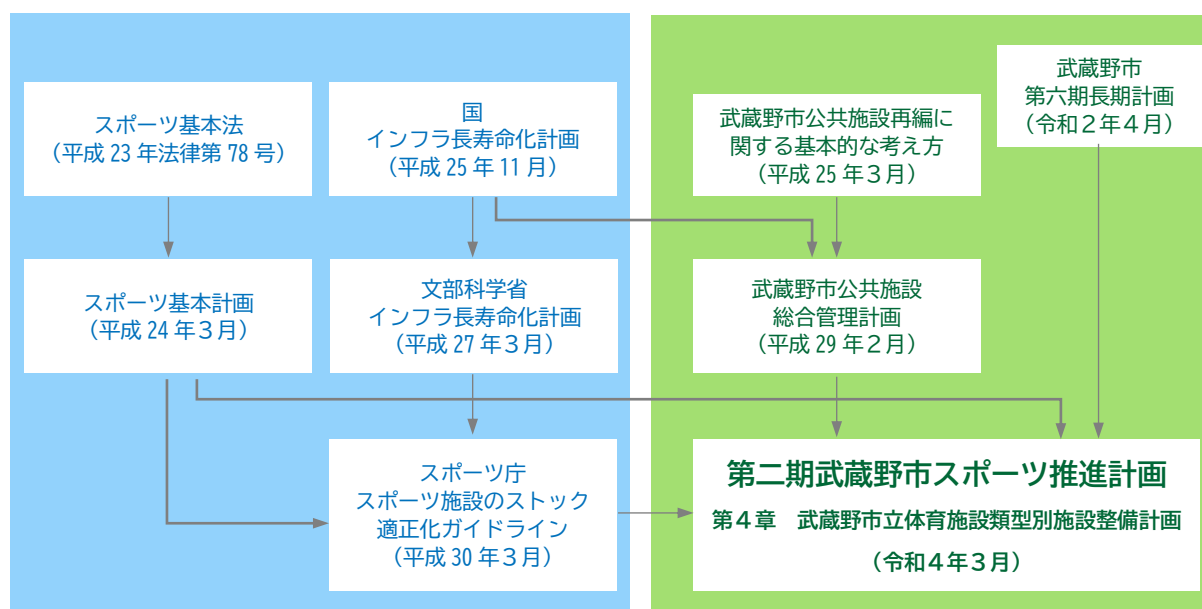 スポーツ基本法
（平成 23 年法律第 78 号）
国
インフラ長寿命化計画
（平成 25 年 11 月）
武蔵野市公共施設再編に
関する基本的な考え方
（平成 25 年３月）
武蔵野市
第六期長期計画
（令和２年４月）
スポーツ基本計画
（平成 24 年３月）
文部科学省
インフラ長寿命化計画
（平成 27 年３月）
武蔵野市公共施設
総合管理計画
（平成 29 年２月）
スポーツ庁
スポーツ施設のストック
適正化ガイドライン
（平成 30 年３月）
第二期武蔵野市スポーツ推進計画
第４章　武蔵野市立体育施設類型別施設整備計画
（令和４年３月）